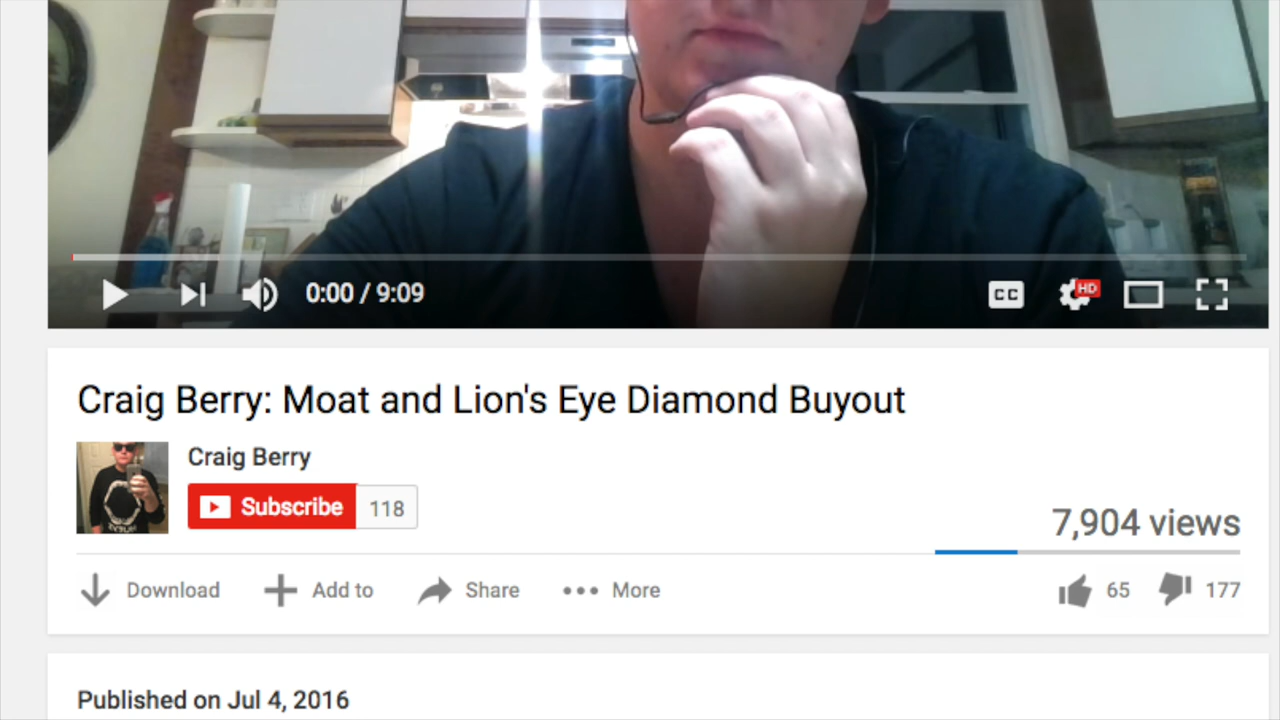 0:00 / 9:09
CC
HD
Craig Berry: Moat and Lion's Eye Diamond Buyout
Craig Berry
Subscribe 118
7,904 views
Download Add to Share More 65 177
Published on Jul 4, 2016